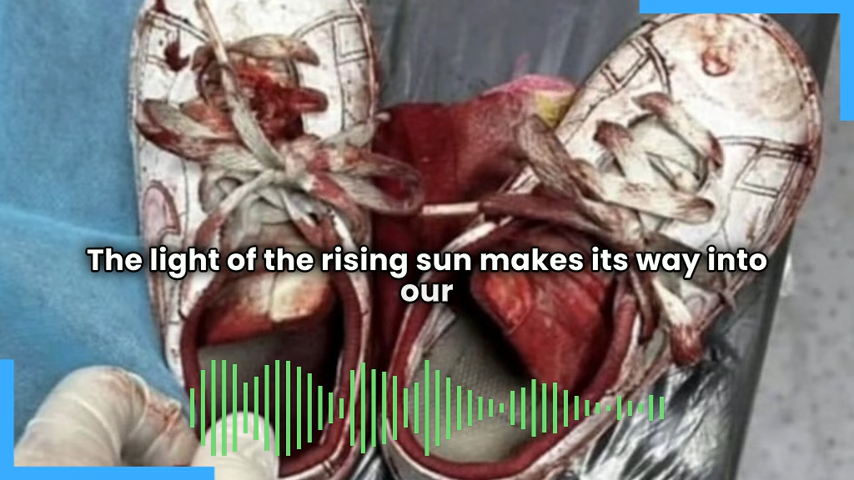 The light of the rising sun makes its way into
our